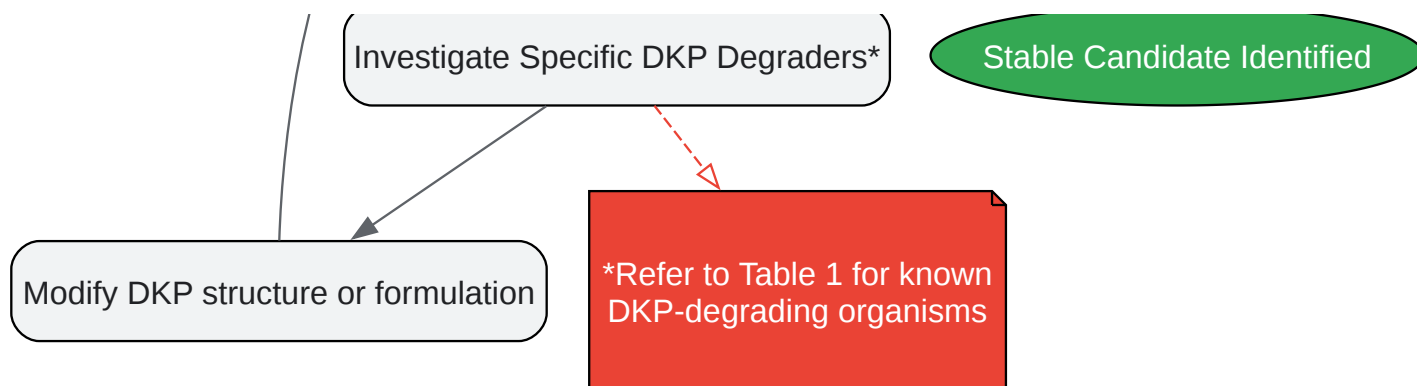 Investigate Specific DKP Degraders*
Stable Candidate Identified
Modify DKP structure or formulation
*Refer to Table 1 for known
DKP-degrading organisms